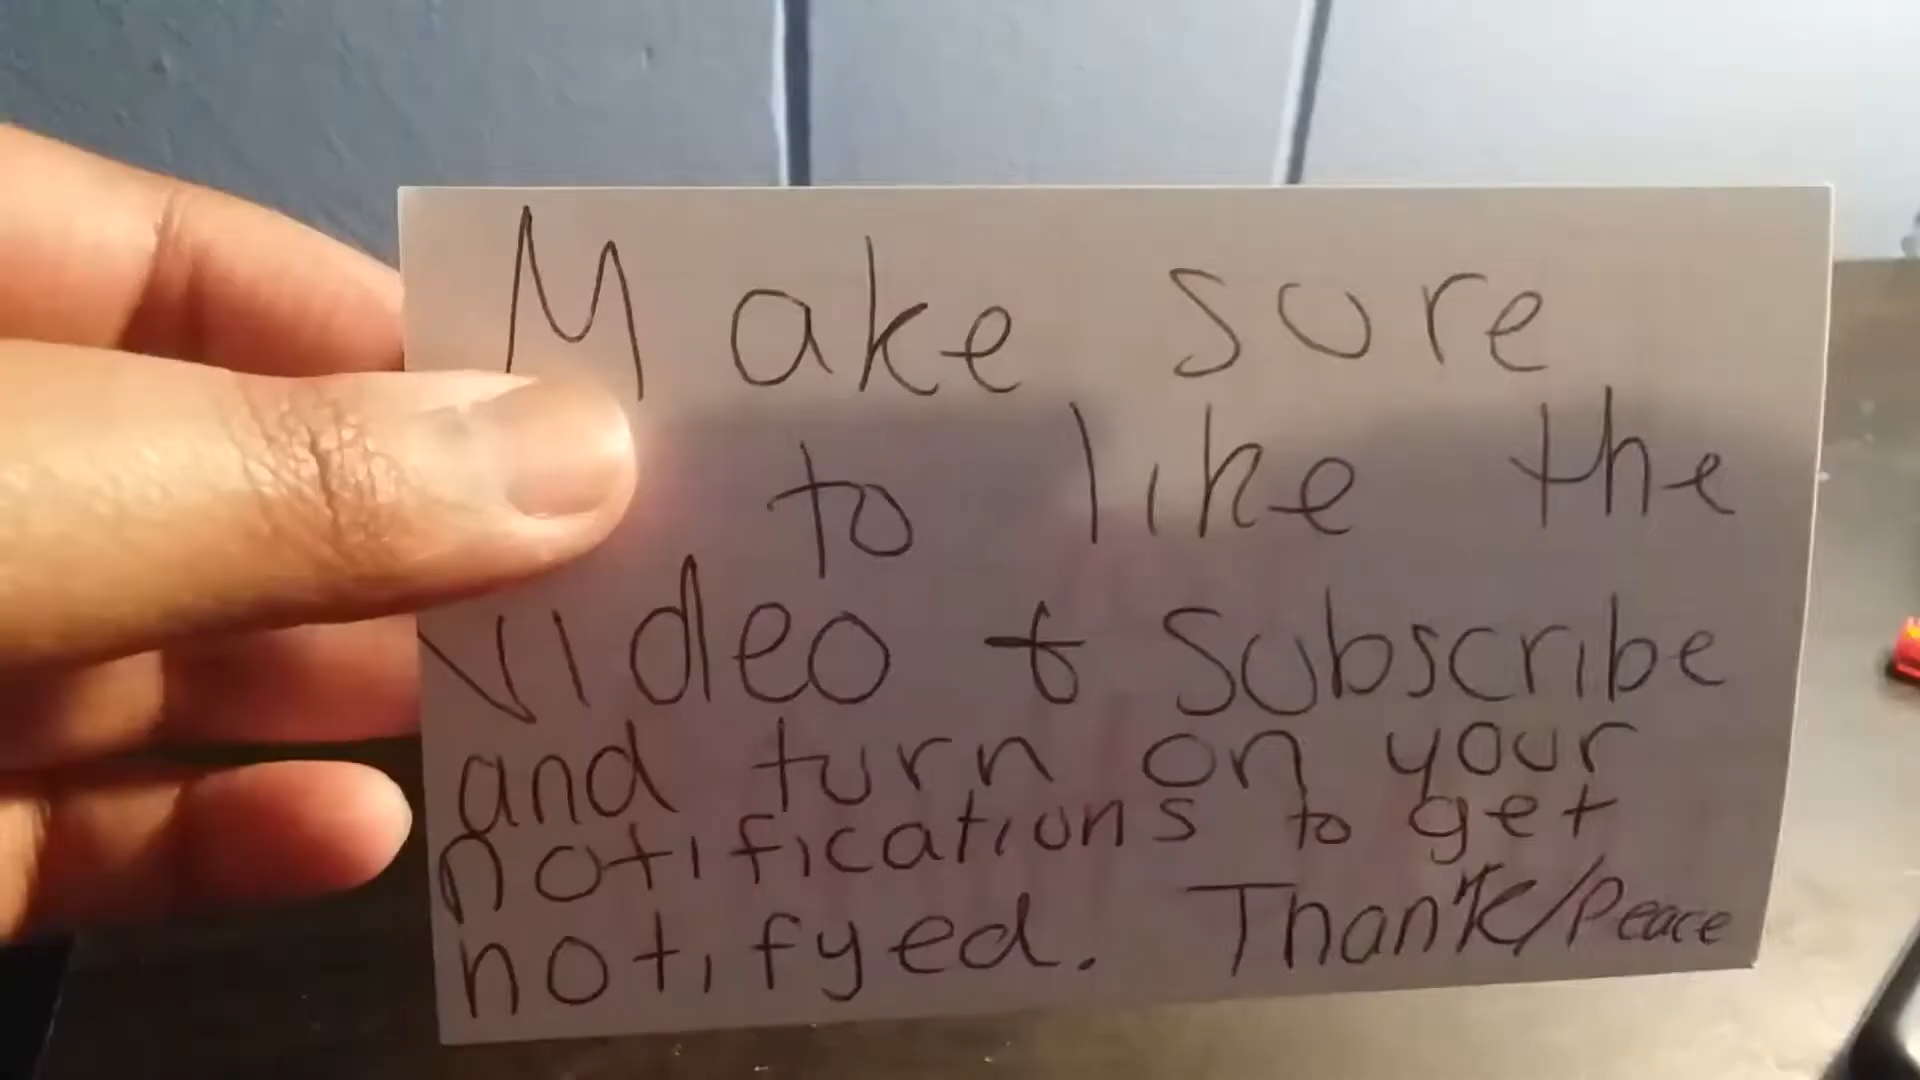 Make sure
to like the
video & Subscribe
and turn on your
notifications to get
notifyed. Thank/Peace